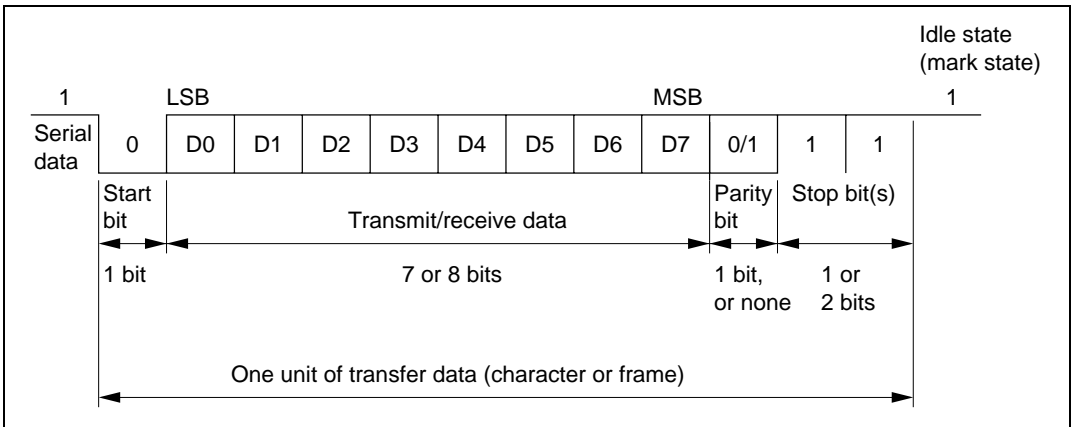 Idle state
(mark state)
1 LSB MSB 1
Serial
data
0 D0 D1 D2 D3 D4 D5 D6 D7 0/1 1 1
Start
bit
Transmit/receive data
Parity
bit
Stop bit(s)
1 bit
7 or 8 bits
1 bit,
or none
1 or
2 bits
One unit of transfer data (character or frame)